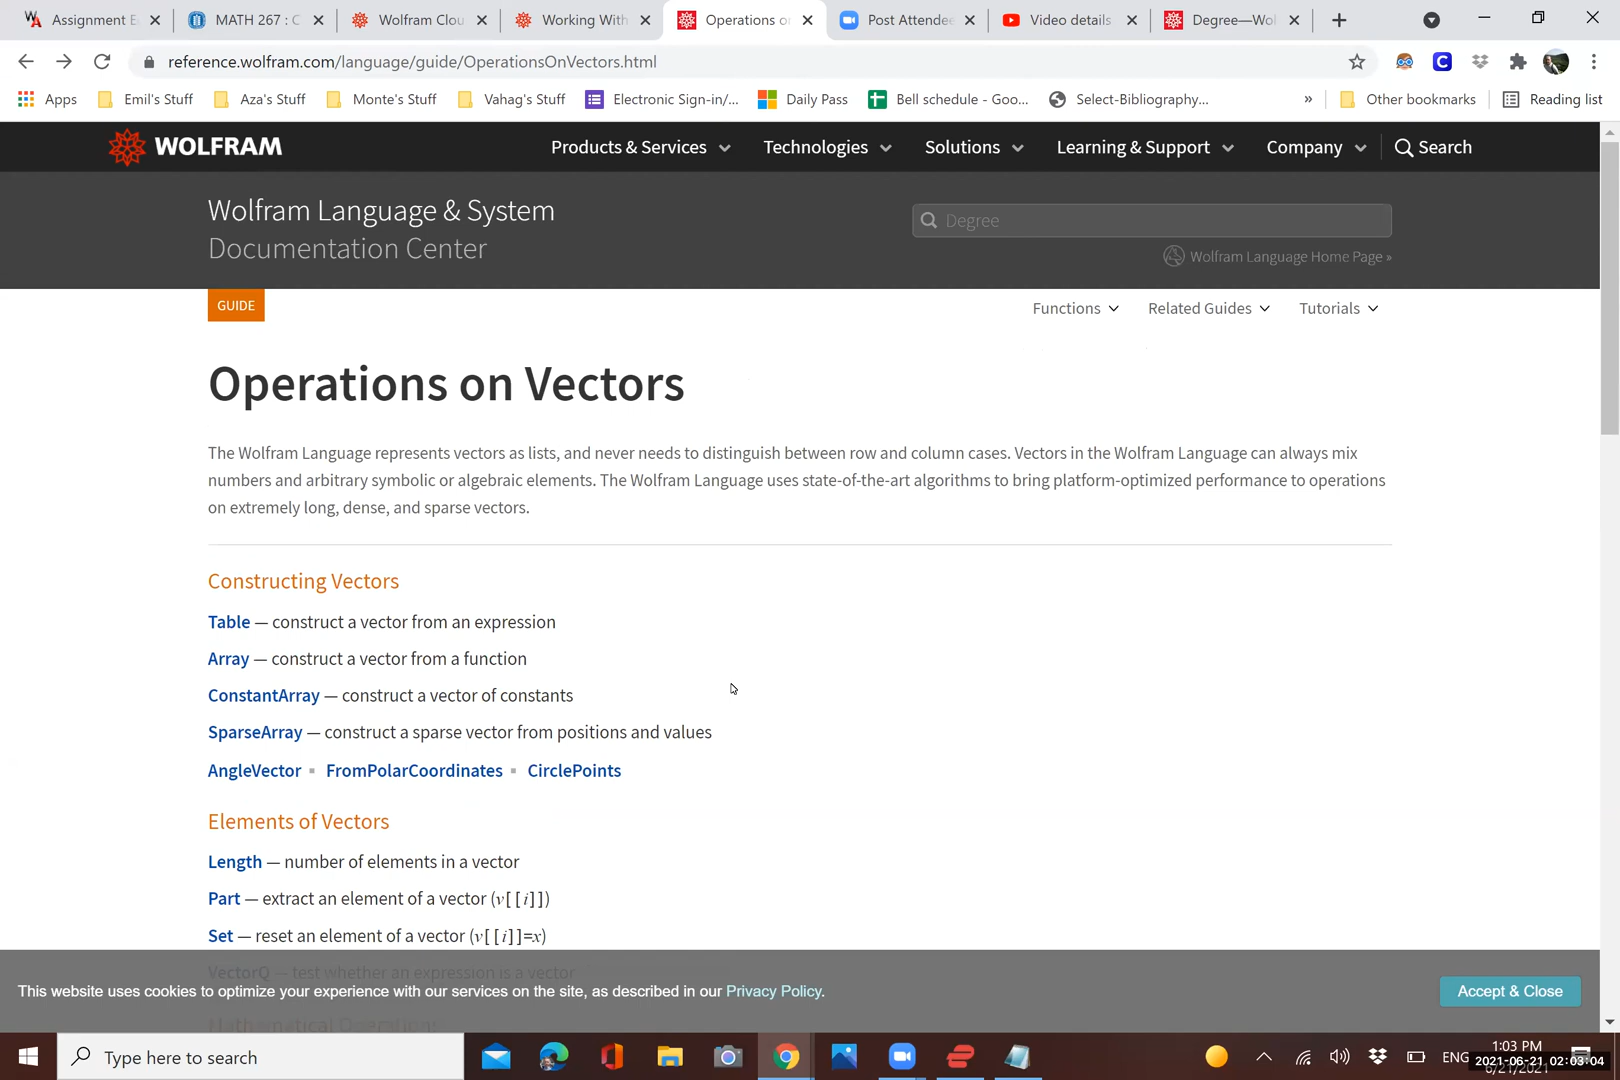 Assignment E
MATH 267 : C
Wolfram Clou
Working With
Operations o
Post Attende
Video details
Degree—Wol
reference.wolfram.com/language/guide/OperationsOnVectors.html
Apps
Emil's Stuff
Aza's Stuff
Monte's Stuff
Vahag's Stuff
Electronic Sign-in/...
Daily Pass
Bell schedule - Goo...
Select-Bibliography...
»
Other bookmarks
Reading list
WOLFRAM
Products & Services
Technologies
Solutions
Learning & Support
Company
Search
Wolfram Language & System
Documentation Center
Degree
Wolfram Language Home Page »
GUIDE
Functions
Related Guides
Tutorials
Operations on Vectors
The Wolfram Language represents vectors as lists, and never needs to distinguish between row and column cases. Vectors in the Wolfram Language can always mix
numbers and arbitrary symbolic or algebraic elements. The Wolfram Language uses state-of-the-art algorithms to bring platform-optimized performance to operations
on extremely long, dense, and sparse vectors.
Constructing Vectors
Table — construct a vector from an expression
Array — construct a vector from a function
ConstantArray — construct a vector of constants
SparseArray — construct a sparse vector from positions and values
AngleVector ▪ FromPolarCoordinates ▪ CirclePoints
Elements of Vectors
Length — number of elements in a vector
Part — extract an element of a vector (v[[i]])
Set — reset an element of a vector (v[[i]]=x)
VectorQ — test whether an expression is a vector
This website uses cookies to optimize your experience with our services on the site, as described in our Privacy Policy.
Accept & Close
Mathematical Operations
Type here to search
ENG
1:03 PM
2021-06-21 02:03:04
6/21/2021